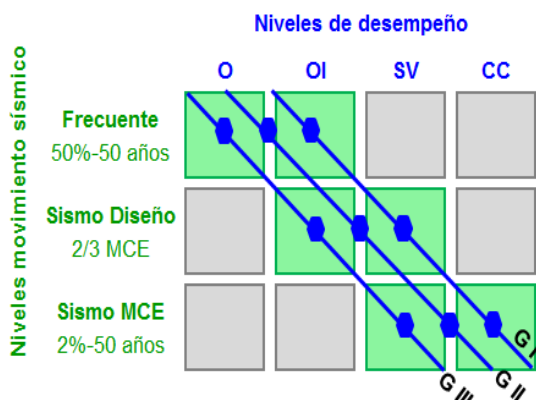 Niveles de desempeño
O OI SV CC
Niveles movimiento sísmico
Frecuente
50%-50 años
Sismo Diseño
2/3 MCE
Sismo MCE
2%-50 años
G I
G II
G III